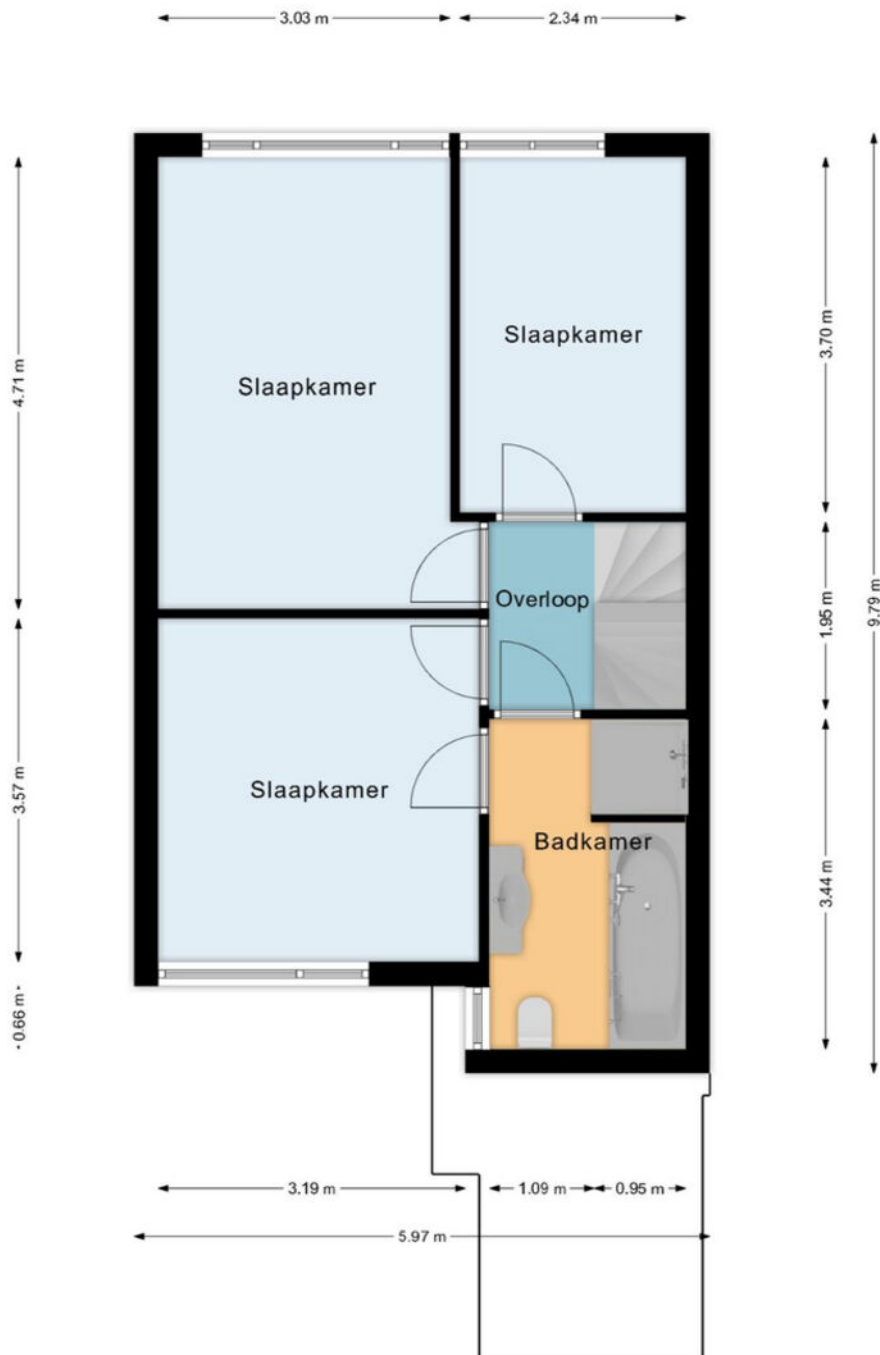 3.03 m
2.34 m
4.71 m
3.70 m
Slaapkamer
Slaapkamer
9.79 m
Overloop
1.95 m
3.57 m
Slaapkamer
Badkamer
3.44 m
0.66 m
3.19 m
1.09 m
0.95 m
5.97 m